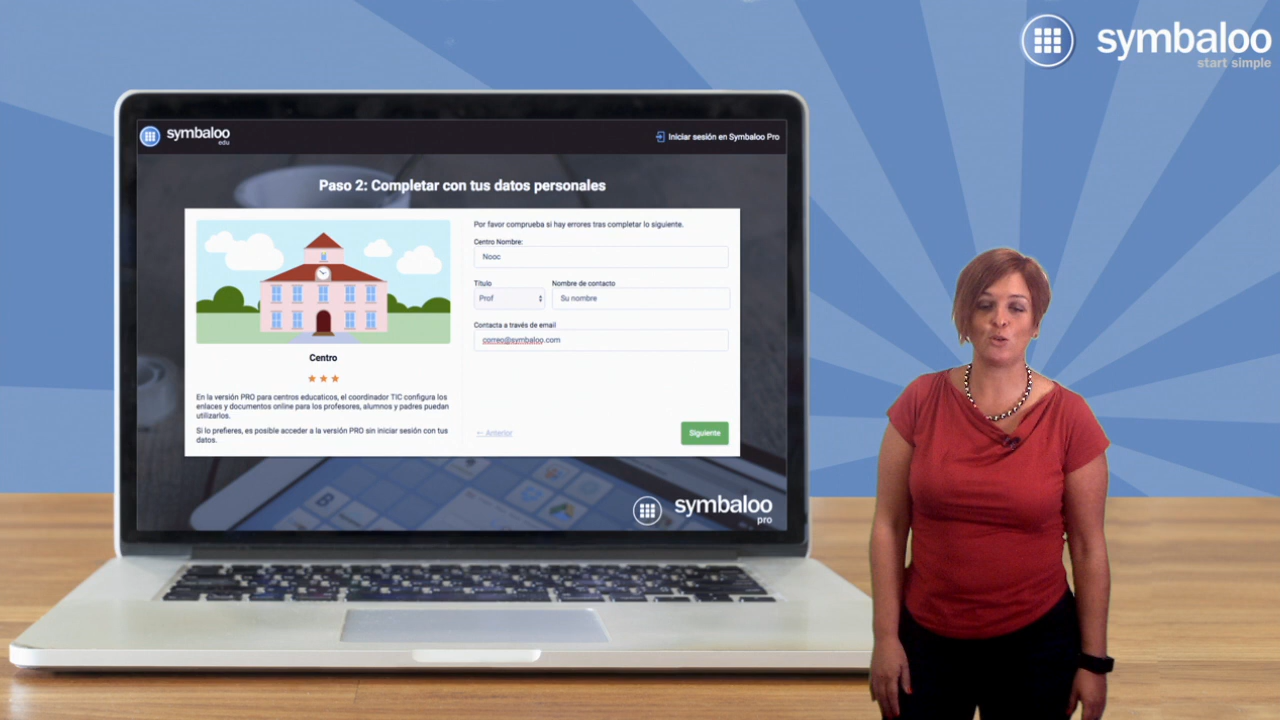 symbaloo
start simple
symbaloo
edu
Iniciar sesión en Symbaloo Pro
Paso 2: Completar con tus datos personales
Por favor comprueba si hay errores tras completar lo siguiente.
Centro Nombre:
Nooc
Título
Nombre de contacto
Prof
Su nombre
Contacta a través de email
correo@symbaloo.com
Centro
En la versión PRO para centros educaticos, el coordinador TIC configura los
enlaces y documentos online para los profesores, alumnos y padres puedan
utilizarlos.
Si lo prefieres, es posible acceder a la versión PRO sin iniciar sesión con tus
datos.
← Anterior
Siguiente
B
symbaloo
pro